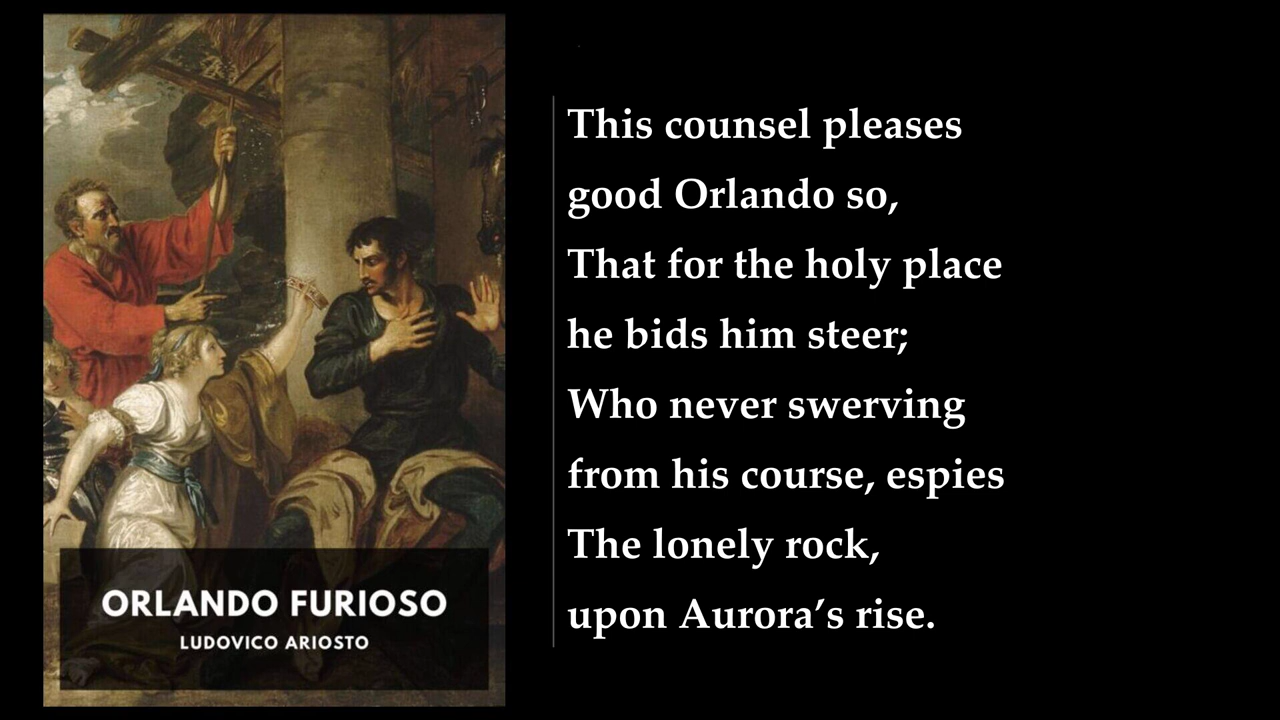 This counsel pleases
good Orlando so,
That for the holy place
he bids him steer;
Who never swerving
from his course, espies
The lonely rock,
upon Aurora’s rise.
ORLANDO FURIOSO
LUDOVICO ARIOSTO